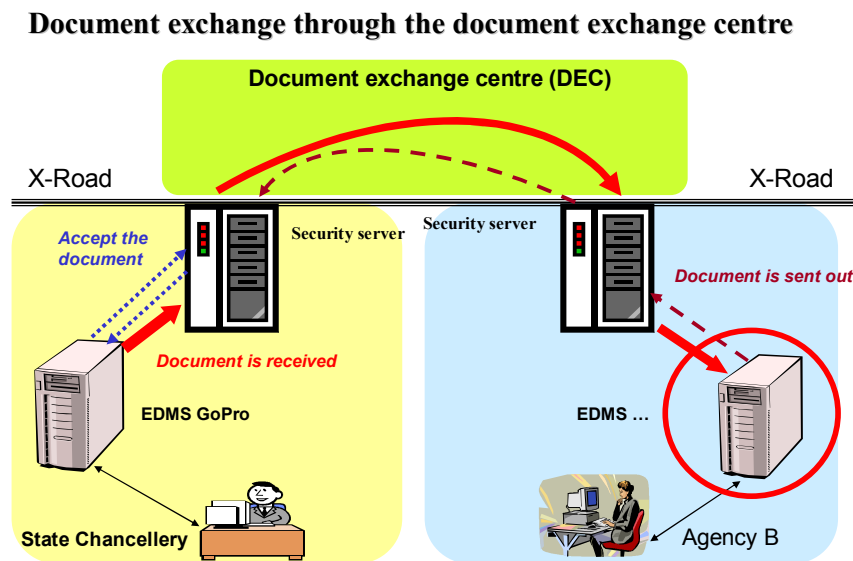 Document exchange through the document exchange centre
Document exchange centre (DEC)
X-Road
X-Road
Accept the
document
Security server
Security server
Document is sent out
Document is received
EDMS GoPro
EDMS …
State Chancellery
Agency B